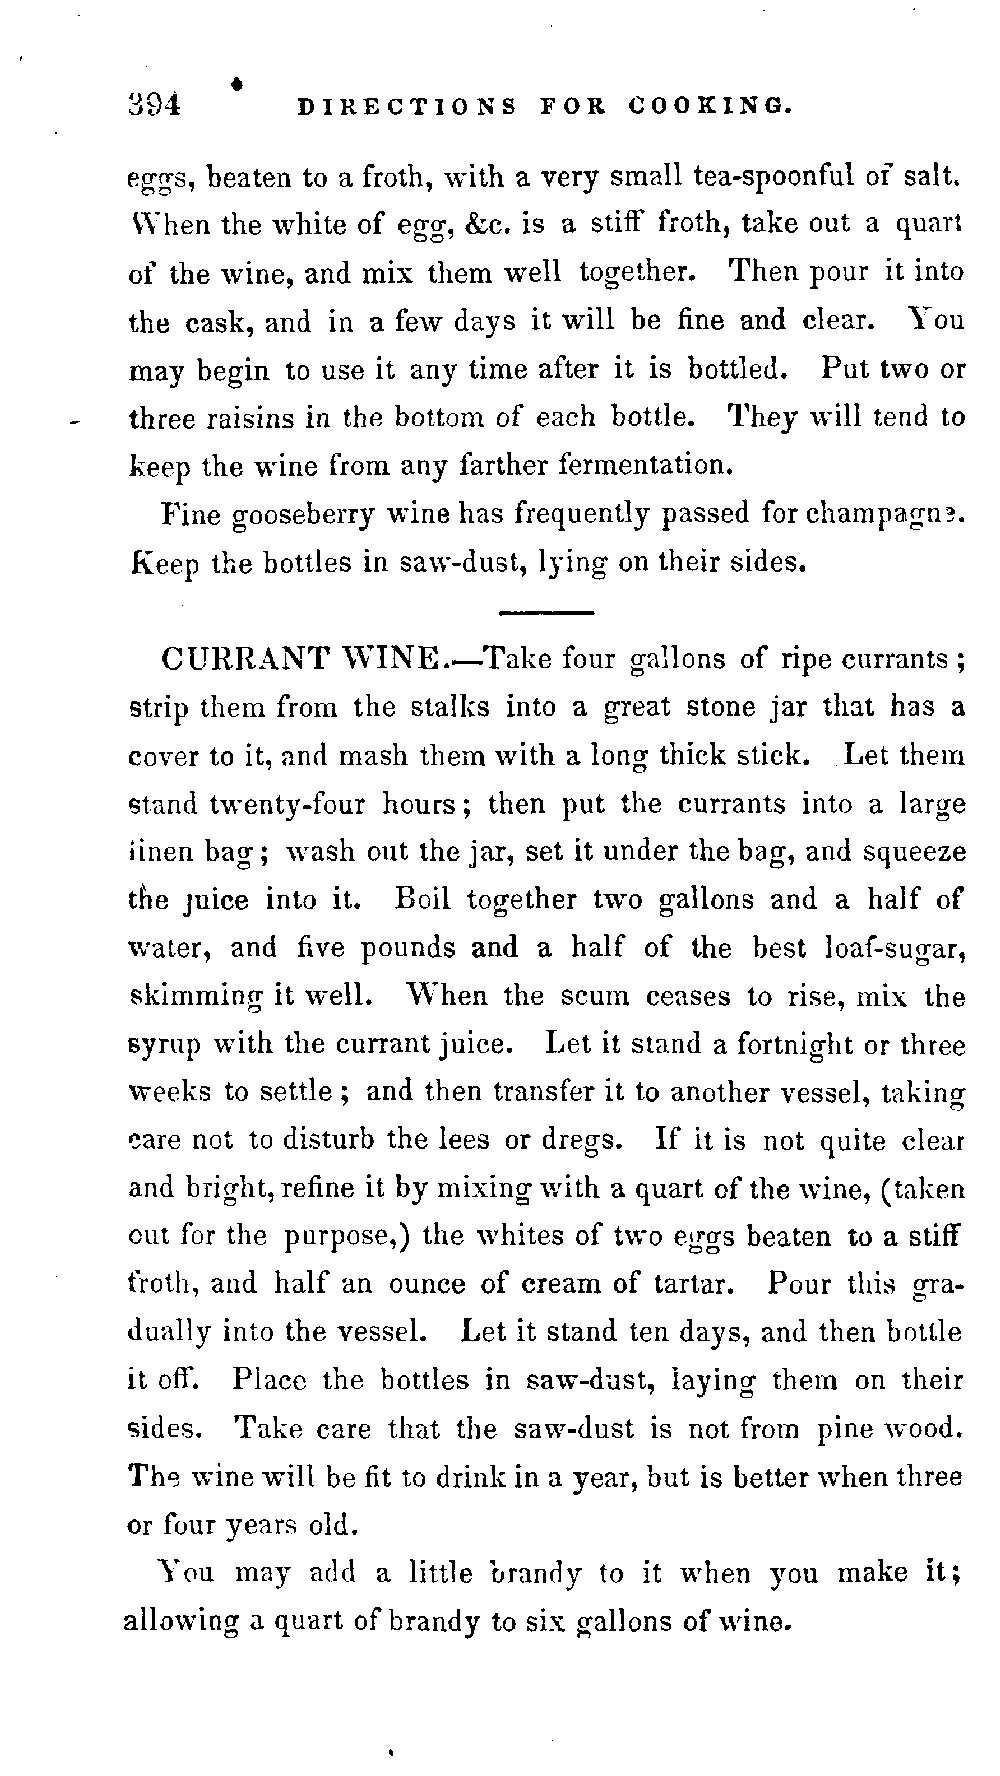 394 DIRECTIONS FOR COOKING.
eggs, beaten to a froth, with a very small tea-spoonful of salt.
When the white of egg, &c. is a stiff froth, take out a quart
of the wine, and mix them well together. Then pour it into
the cask, and in a few days it will be fine and clear. You
may begin to use it any time after it is bottled. Put two or
three raisins in the bottom of each bottle. They will tend to
keep the wine from any farther fermentation.
Fine gooseberry wine has frequently passed for champagne.
Keep the bottles in saw-dust, lying on their sides.
CURRANT WINE.—Take four gallons of ripe currants;
strip them from the stalks into a great stone jar that has a
cover to it, and mash them with a long thick stick. Let them
stand twenty-four hours; then put the currants into a large
linen bag; wash out the jar, set it under the bag, and squeeze
the juice into it. Boil together two gallons and a half of
water, and five pounds and a half of the best loaf-sugar,
skimming it well. When the scum ceases to rise, mix the
syrup with the currant juice. Let it stand a fortnight or three
weeks to settle; and then transfer it to another vessel, taking
care not to disturb the lees or dregs. If it is not quite clear
and bright, refine it by mixing with a quart of the wine, (taken
out for the purpose,) the whites of two eggs beaten to a stiff
froth, and half an ounce of cream of tartar. Pour this gra-
dually into the vessel. Let it stand ten days, and then bottle
it off. Place the bottles in saw-dust, laying them on their
sides. Take care that the saw-dust is not from pine wood.
The wine will be fit to drink in a year, but is better when three
or four years old.
You may add a little brandy to it when you make it;
allowing a quart of brandy to six gallons of wine.